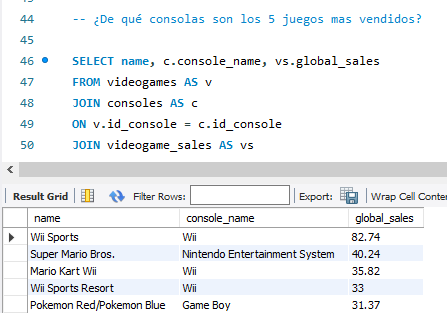 44 -- ¿De qué consolas son los 5 juegos mas vendidos?
45
46 SELECT name, c.console_name, vs.global_sales
47 FROM videogames AS v
48 JOIN consoles AS c
49 ON v.id_console = c.id_console
50 JOIN videogame_sales AS vs
Result Grid Filter Rows: Export: Wrap Cell Conte
name console_name global_sales
Wii Sports Wii 82.74
Super Mario Bros. Nintendo Entertainment System 40.24
Mario Kart Wii Wii 35.82
Wii Sports Resort Wii 33
Pokemon Red/Pokemon Blue Game Boy 31.37